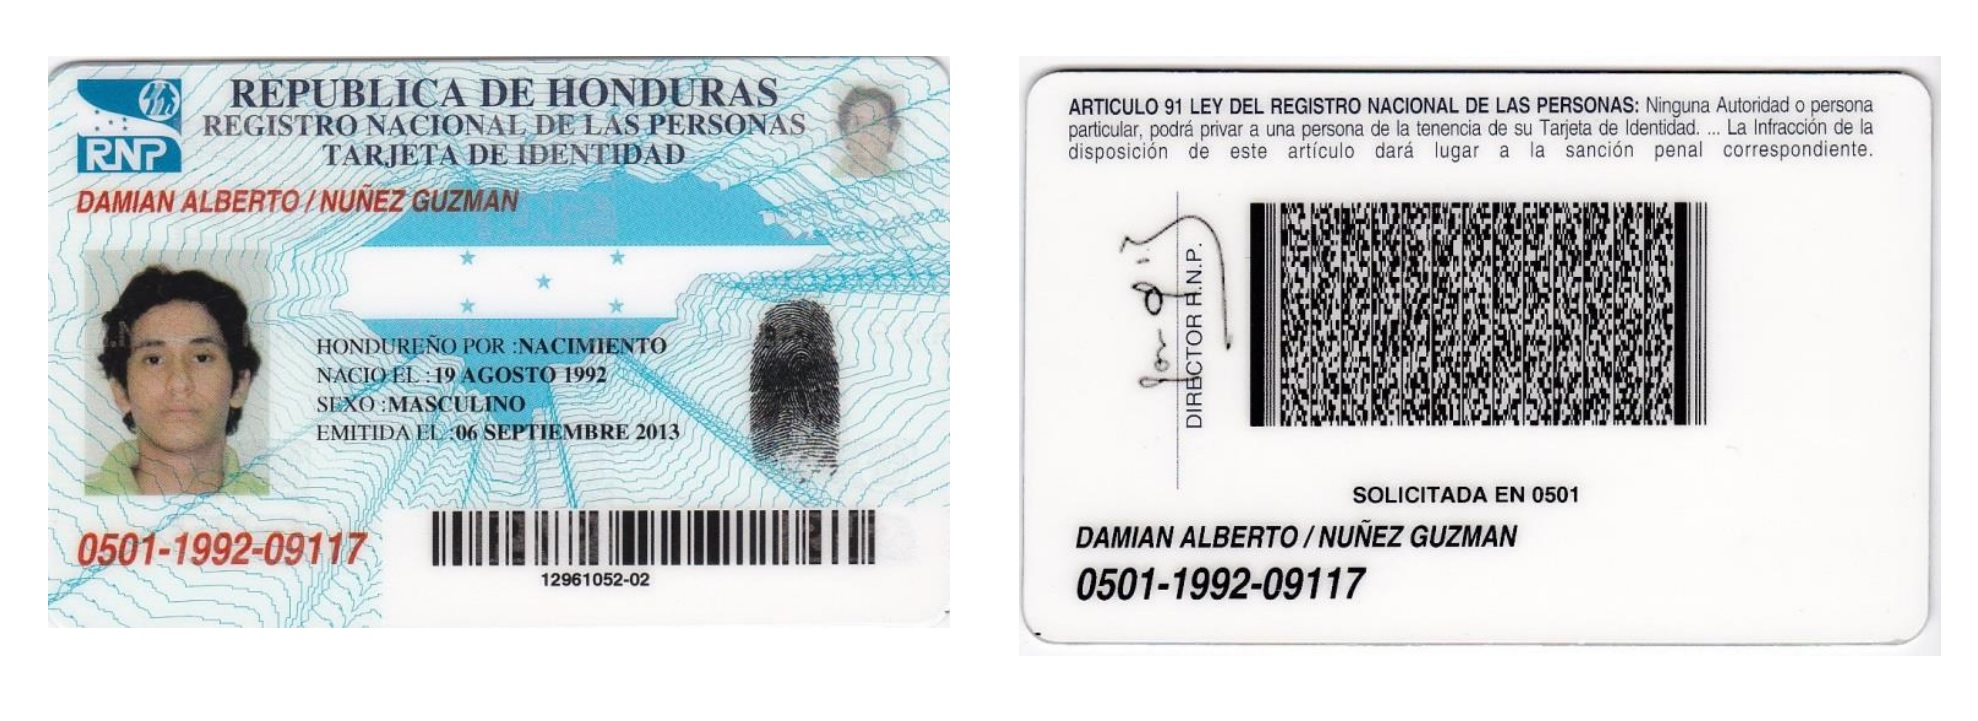 REPUBLICA DE HONDURAS
REGISTRO NACIONAL DE LAS PERSONAS
TARJETA DE IDENTIDAD
RNP
DAMIAN ALBERTO / NUÑEZ GUZMAN
HONDUREÑO POR :NACIMIENTO
NACIO EL :19 AGOSTO 1992
SEXO :MASCULINO
EMITIDA EL :06 SEPTIEMBRE 2013
0501-1992-09117
12961052-02
ARTICULO 91 LEY DEL REGISTRO NACIONAL DE LAS PERSONAS: Ninguna Autoridad o persona
particular, podrá privar a una persona de la tenencia de su Tarjeta de Identidad. ... La Infracción de la
disposición de este artículo dará lugar a la sanción penal correspondiente.
DIRECTOR R.N.P.
SOLICITADA EN 0501
DAMIAN ALBERTO / NUÑEZ GUZMAN
0501-1992-09117